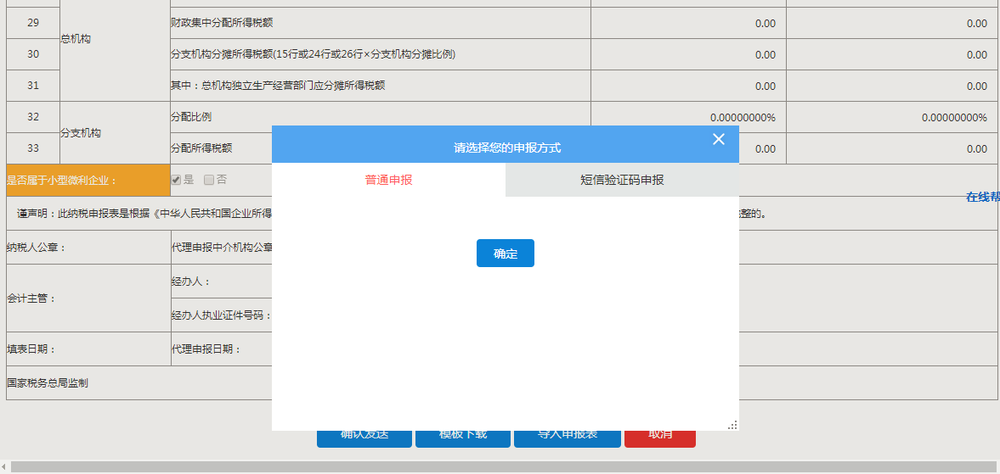 29 财政集中分配所得税额 0.00 0.00
总机构
30 分支机构分摊所得税额(15行或24行或26行×分支机构分摊比例) 0.00 0.00
31 其中：总机构独立生产经营部门应分摊所得税额 0.00 0.00
32 分配比例 0.00000000% 0.00000000%
分支机构
33 分配所得税额 0.00 0.00
请选择您的申报方式
普通申报 短信验证码申报
是否属于小型微利企业： 是 否
在线帮
谨声明：此纳税申报表是根据《中华人民共和国企业所得 整的。
纳税人公章： 代理申报中介机构公章
确定
经办人：
会计主管：
经办人执业证件号码：
填表日期： 代理申报日期：
国家税务总局监制
确认发送 模板下载 导入申报表 取消